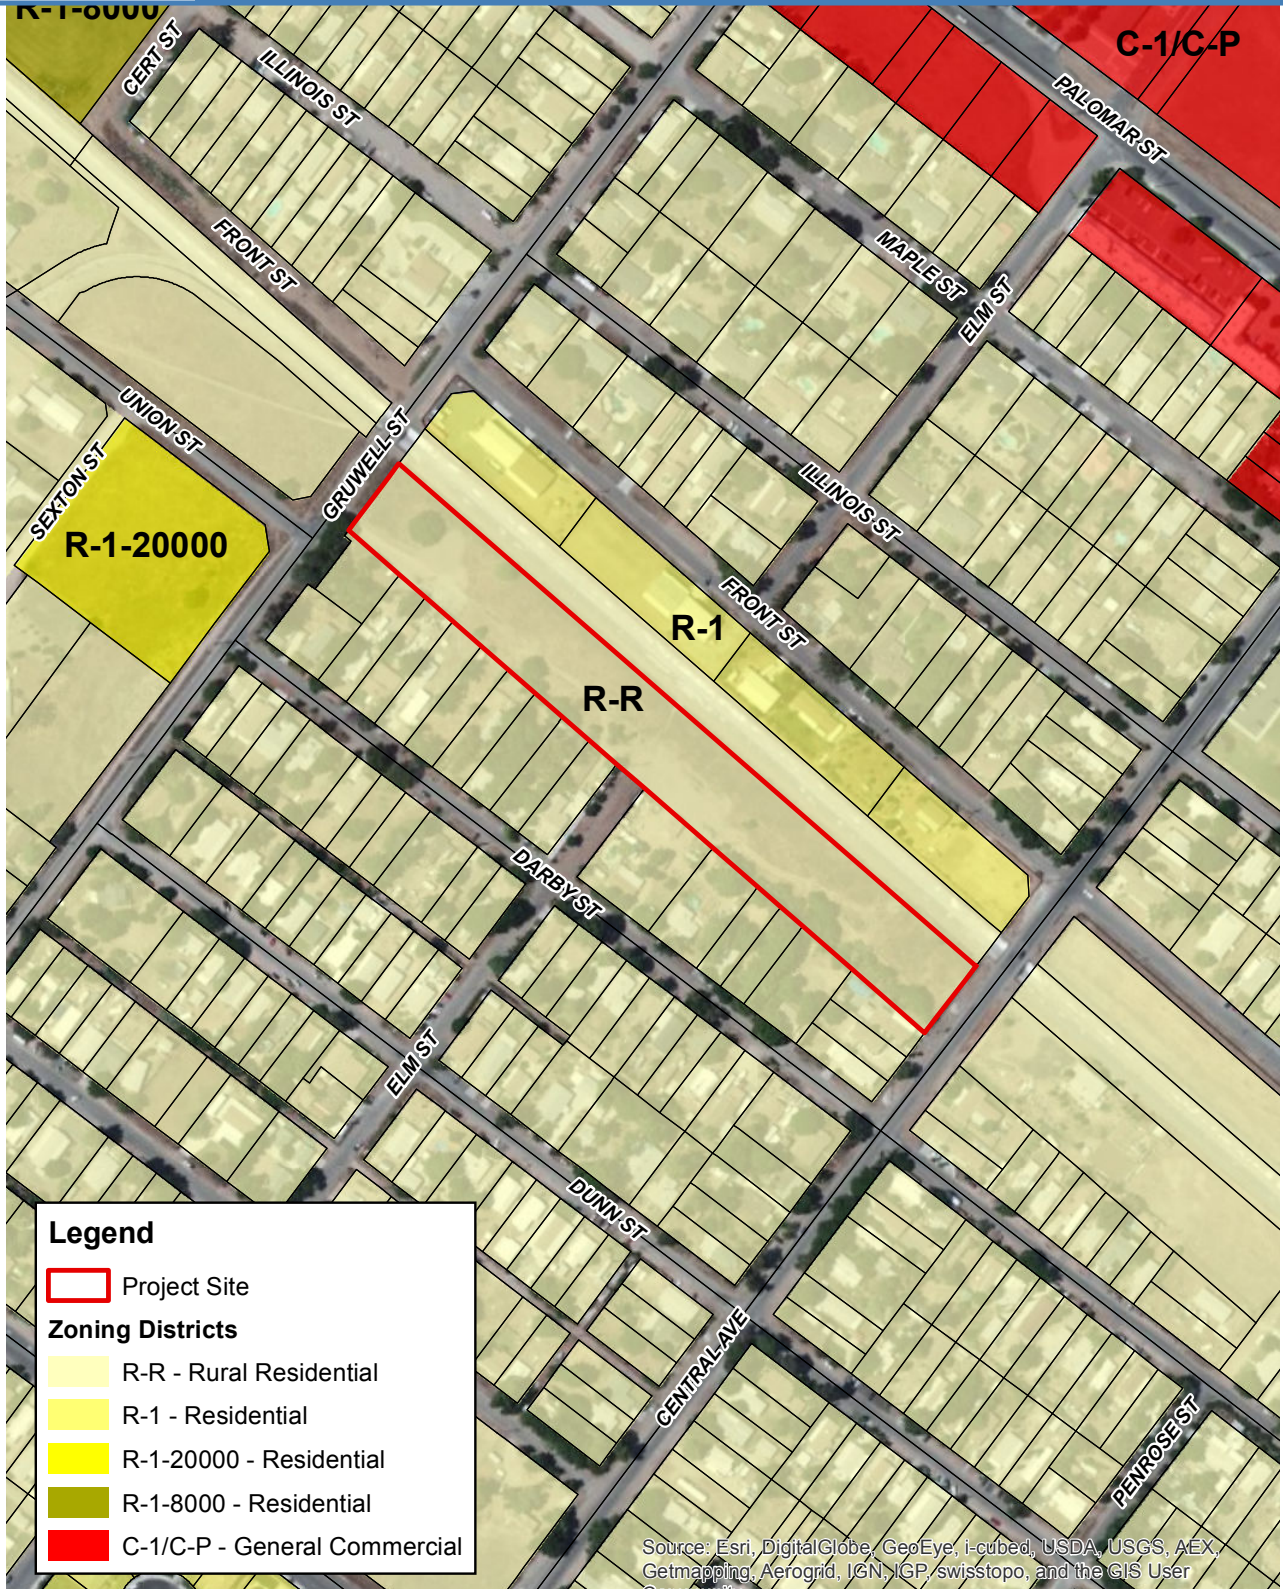 R-1-8000
CERT ST
ILLINOIS ST
C-1/C-P
PALOMAR ST
FRONT ST
MAPLE ST
ELM ST
UNION ST
GRUWELL ST
SEXTON ST
R-1-20000
ILLINOIS ST
FRONT ST
R-1
R-R
DARBY ST
ELM ST
DUNN ST
CENTRAL AVE
PENROSE ST
Legend
Project Site
Zoning Districts
R-R - Rural Residential
R-1 - Residential
R-1-20000 - Residential
R-1-8000 - Residential
C-1/C-P - General Commercial
Source: Esri, DigitalGlobe, GeoEye, i-cubed, USDA, USGS, AEX,
Getmapping, Aerogrid, IGN, IGP, swisstopo, and the GIS User